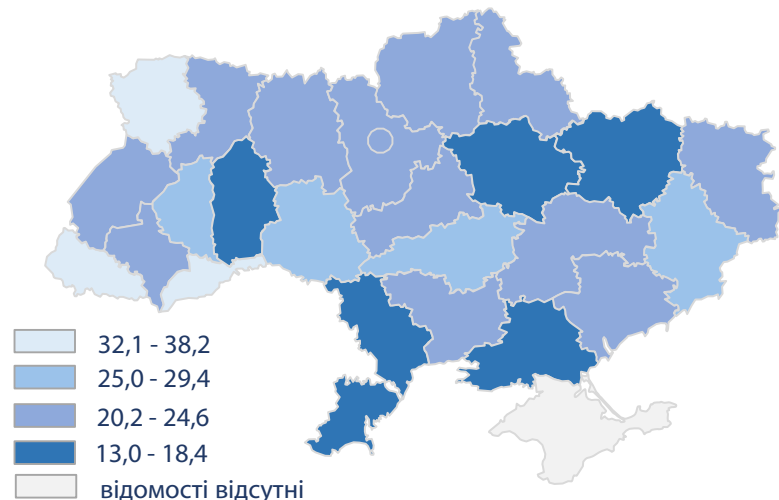 32,1 - 38,2
25,0 - 29,4
20,2 - 24,6
13,0 - 18,4
відомості відсутні